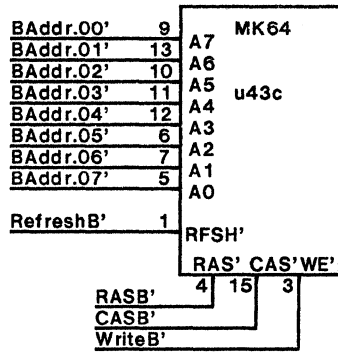 BAddr.00' 9 A7 MK64
BAddr.01' 13 A6
BAddr.02' 10 A5 u43c
BAddr.03' 11 A4
BAddr.04' 12 A3
BAddr.05' 6 A2
BAddr.06' 7 A1
BAddr.07' 5 A0
RefreshB' 1 RFSH'
RAS' CAS' WE'
RASB' 4 15 3
CASB'
WriteB'